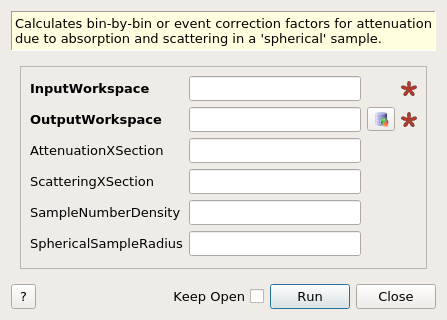 Calculates bin-by-bin or event correction factors for attenuation
due to absorption and scattering in a 'spherical' sample.
InputWorkspace
OutputWorkspace
AttenuationXSection
ScatteringXSection
SampleNumberDensity
SphericalSampleRadius
? Keep Open Run Close